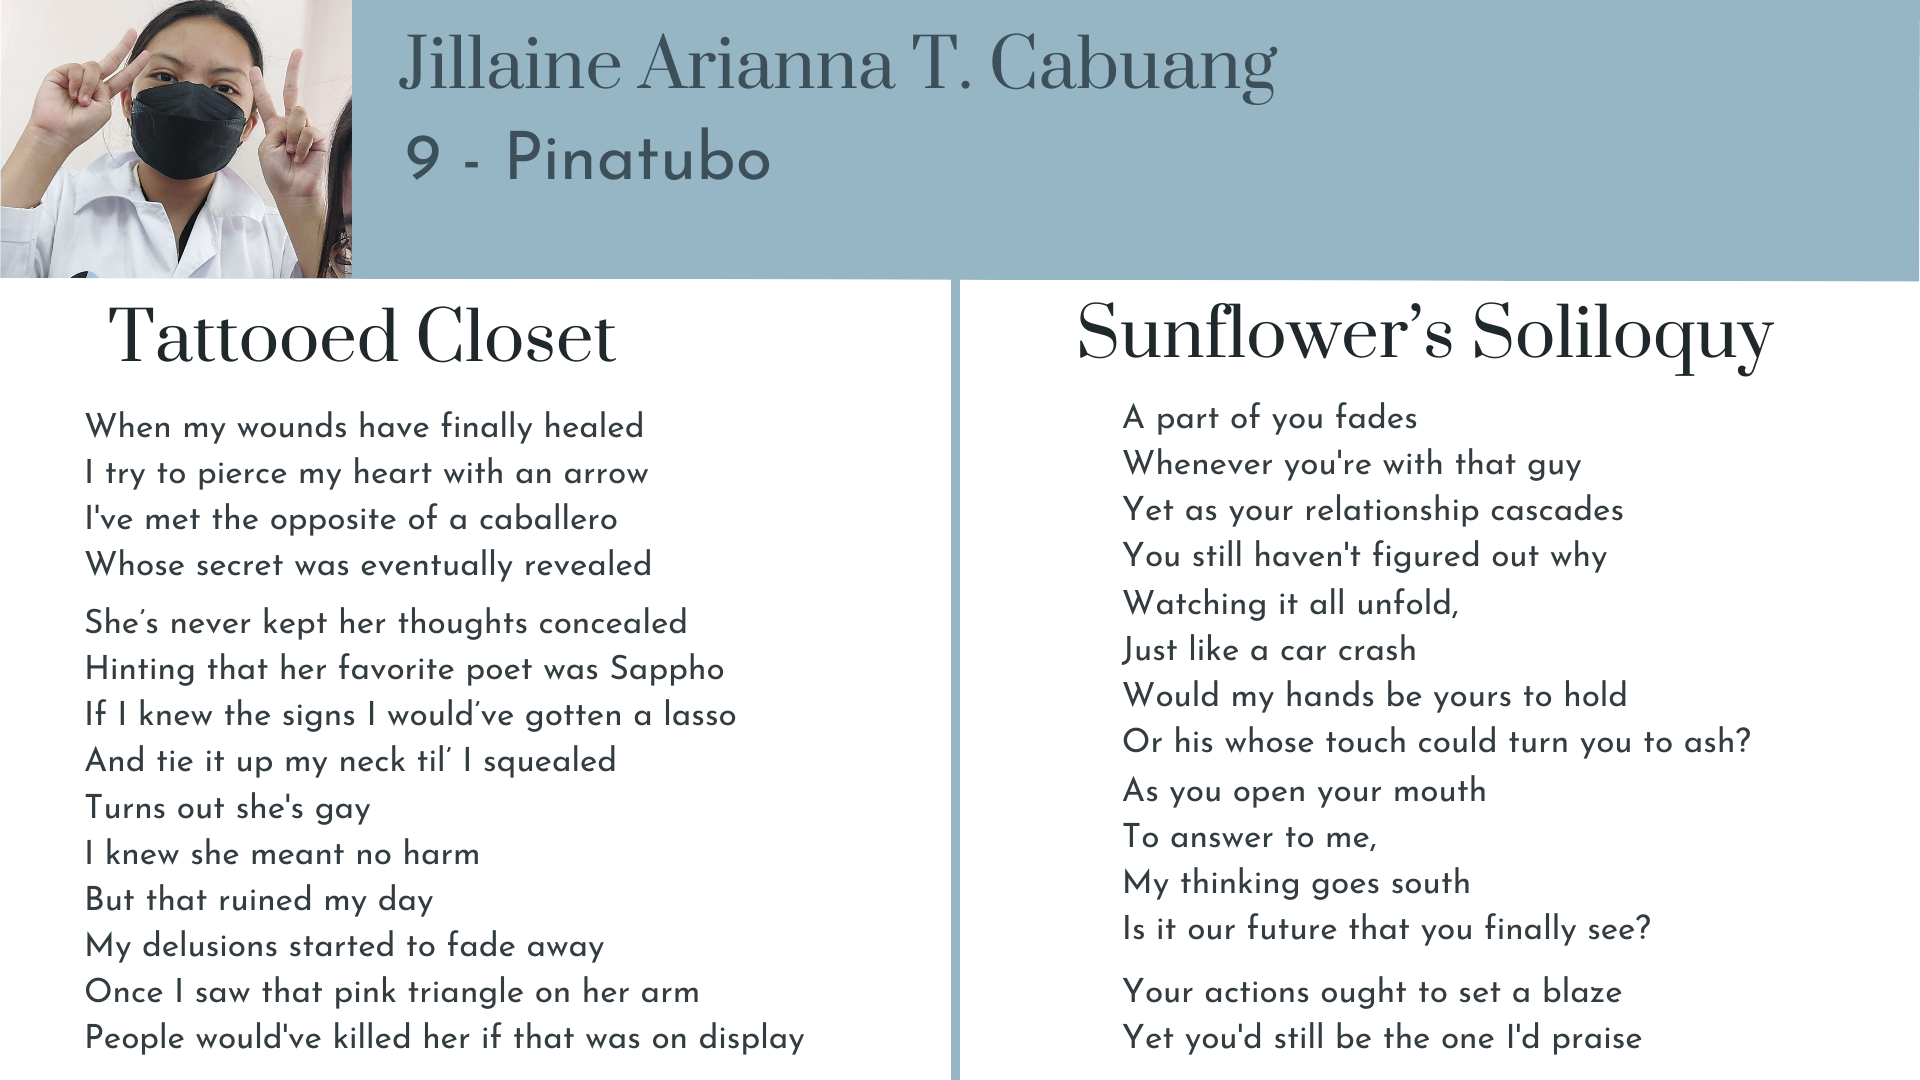 Jillaine Arianna T. Cabuang
9 - Pinatubo
Tattooed Closet
When my wounds have finally healed
I try to pierce my heart with an arrow
I've met the opposite of a caballero
Whose secret was eventually revealed
She’s never kept her thoughts concealed
Hinting that her favorite poet was Sappho
If I knew the signs I would’ve gotten a lasso
And tie it up my neck til’ I squealed
Turns out she's gay
I knew she meant no harm
But that ruined my day
My delusions started to fade away
Once I saw that pink triangle on her arm
People would've killed her if that was on display
Sunflower’s Soliloquy
A part of you fades
Whenever you're with that guy
Yet as your relationship cascades
You still haven't figured out why
Watching it all unfold,
Just like a car crash
Would my hands be yours to hold
Or his whose touch could turn you to ash?
As you open your mouth
To answer to me,
My thinking goes south
Is it our future that you finally see?
Your actions ought to set a blaze
Yet you'd still be the one I'd praise